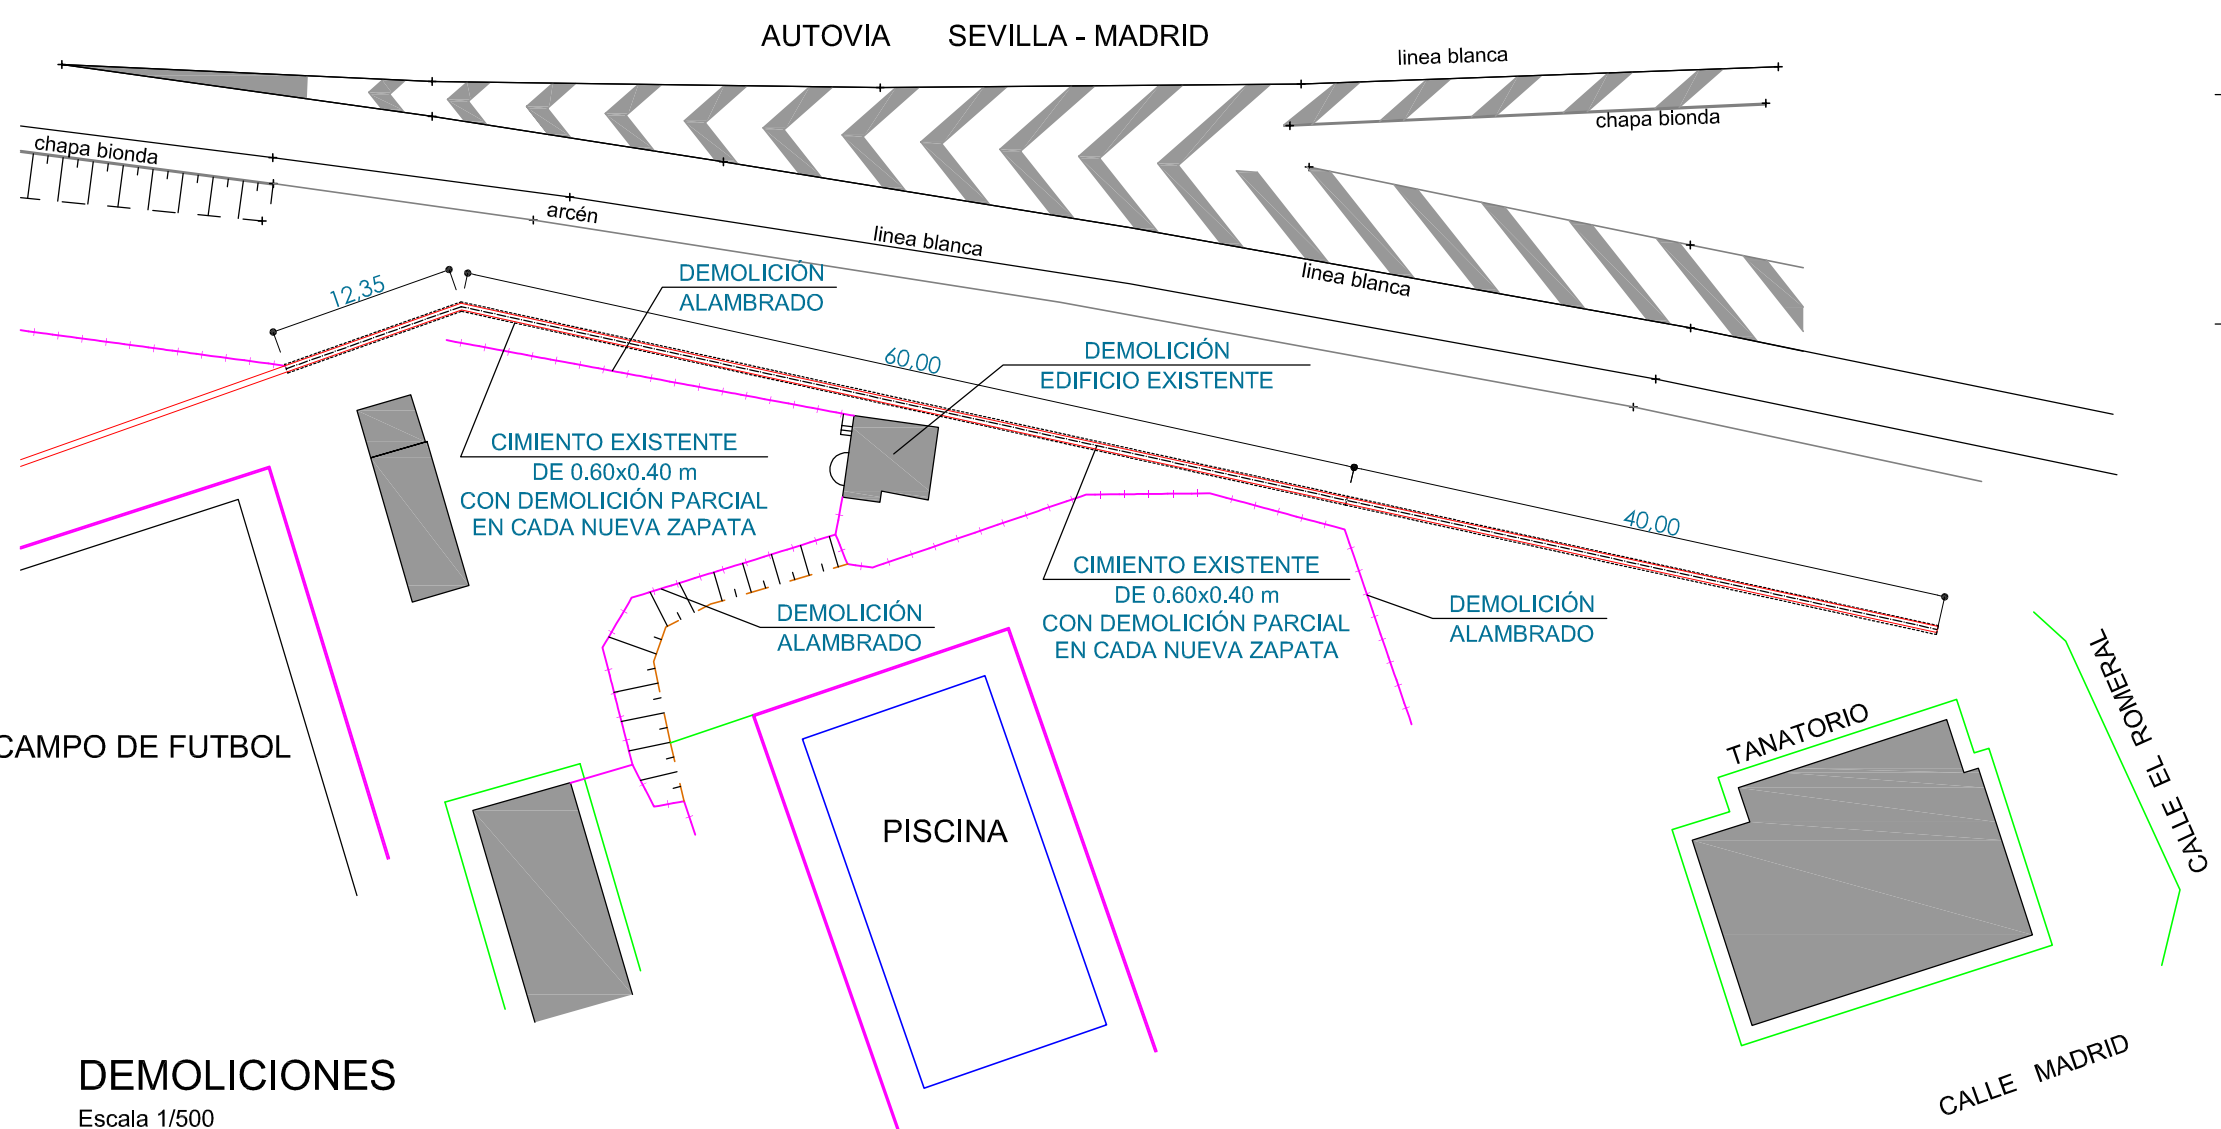 AUTOVIA SEVILLA - MADRID
linea blanca
chapa bionda
chapa bionda
arcén
linea blanca
linea blanca
12,35
DEMOLICIÓN
ALAMBRADO
60,00
DEMOLICIÓN
EDIFICIO EXISTENTE
CIMIENTO EXISTENTE
DE 0.60x0.40 m
CON DEMOLICIÓN PARCIAL
EN CADA NUEVA ZAPATA
40,00
CIMIENTO EXISTENTE
DE 0.60x0.40 m
CON DEMOLICIÓN PARCIAL
EN CADA NUEVA ZAPATA
DEMOLICIÓN
ALAMBRADO
DEMOLICIÓN
ALAMBRADO
CAMPO DE FUTBOL
PISCINA
TANATORIO
CALLE EL ROMERAL
CALLE MADRID
DEMOLICIONES
Escala 1/500